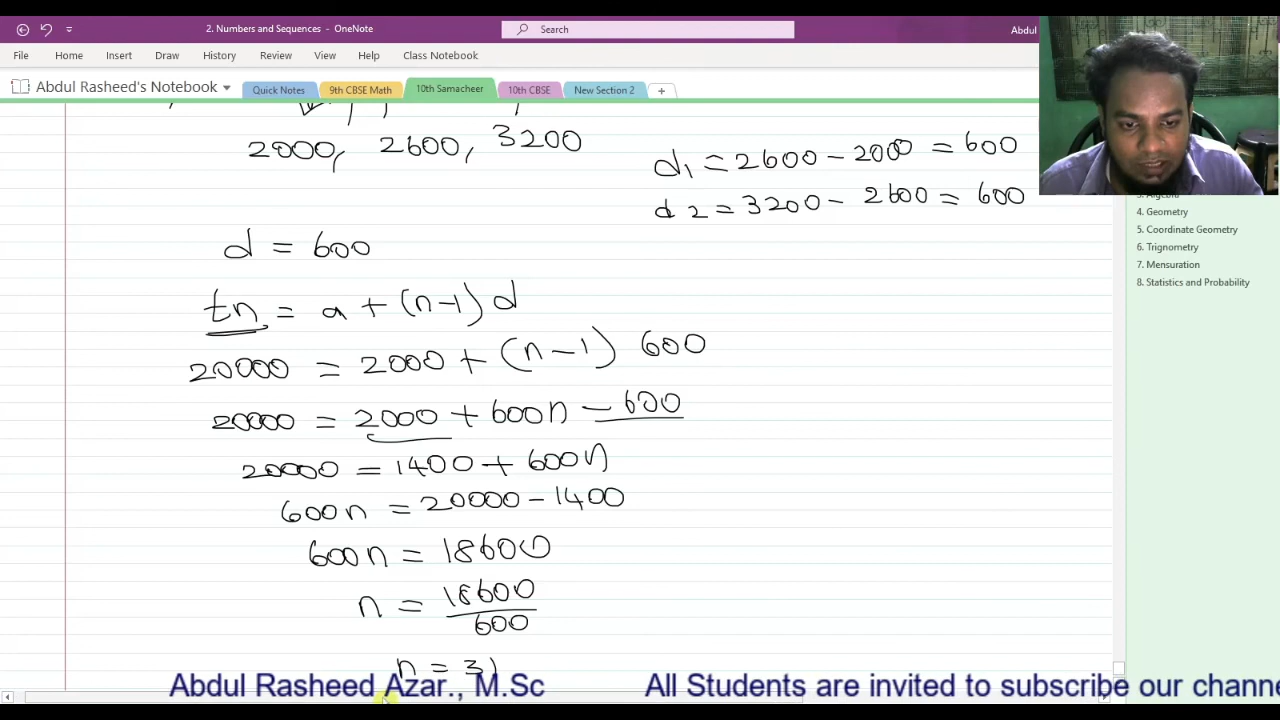 2. Numbers and Sequences - OneNote
Search
Abdul
File Home Insert Draw History Review View Help Class Notebook
Abdul Rasheed's Notebook
Quick Notes
9th CBSE Math
10th Samacheer
10th CBSE
New Section 2
2000, 2600, 3200
d1 = 2600 - 2000 = 600
d2 = 3200 - 2600 = 600
d = 600
tn = a + (n-1) d
20000 = 2000 + (n-1) 600
20000 = 2000 + 600n - 600
20000 = 1400 + 600n
600n = 20000 - 1400
600n = 18600
n = 18600
600
n = 31
4. Geometry
5. Coordinate Geometry
6. Trignometry
7. Mensuration
8. Statistics and Probability
Abdul Rasheed Azar., M.Sc All Students are invited to subscribe our channe